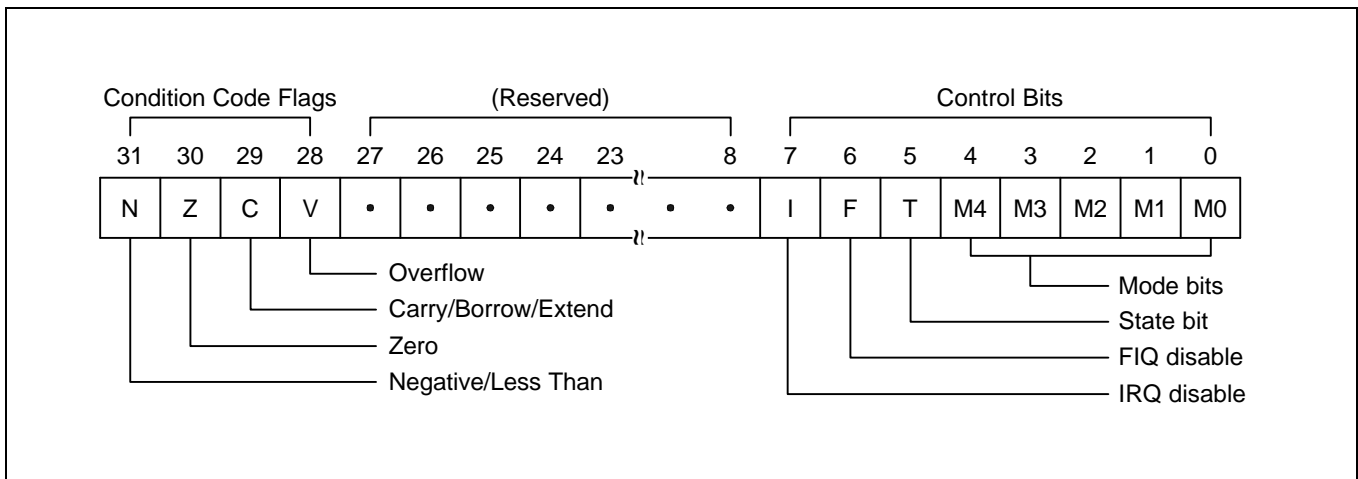 Condition Code Flags (Reserved) Control Bits
31 30 29 28 27 26 25 24 23 8 7 6 5 4 3 2 1 0
N Z C V • • • • • • • I F T M4 M3 M2 M1 M0
Overflow
Carry/Borrow/Extend
Zero
Negative/Less Than
Mode bits
State bit
FIQ disable
IRQ disable